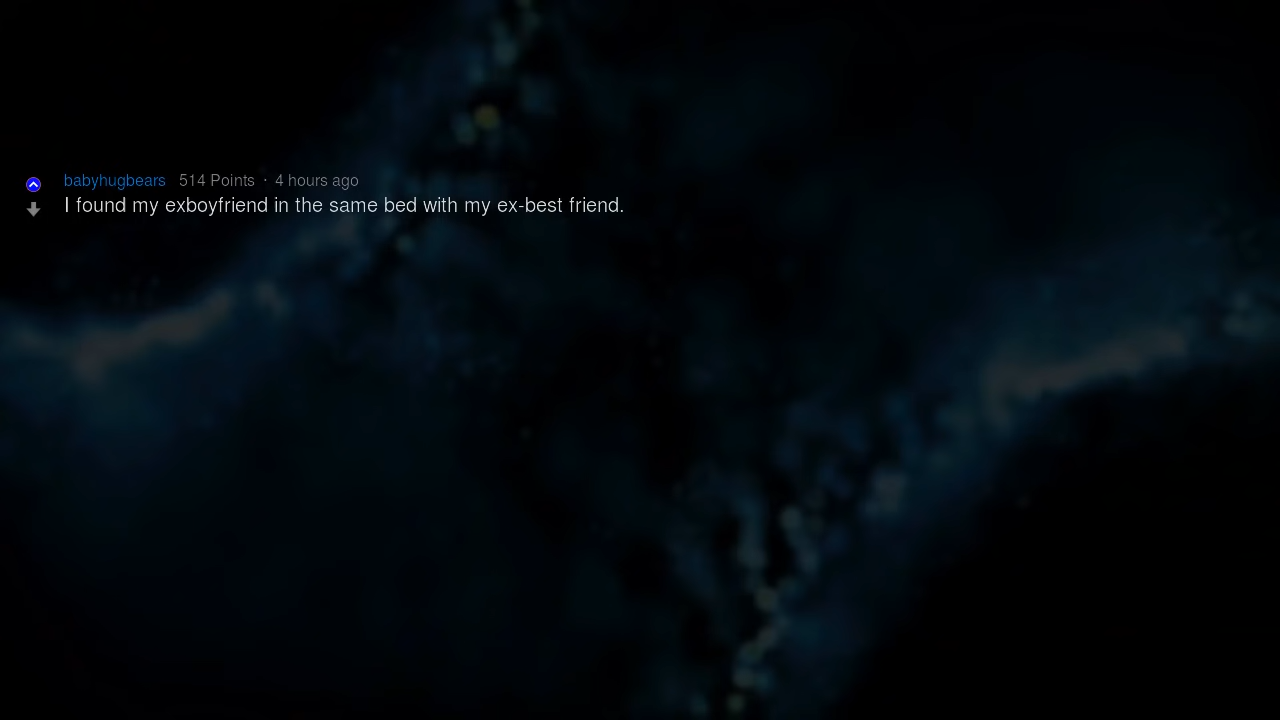 babyhugbears 514 Points · 4 hours ago
I found my exboyfriend in the same bed with my ex-best friend.